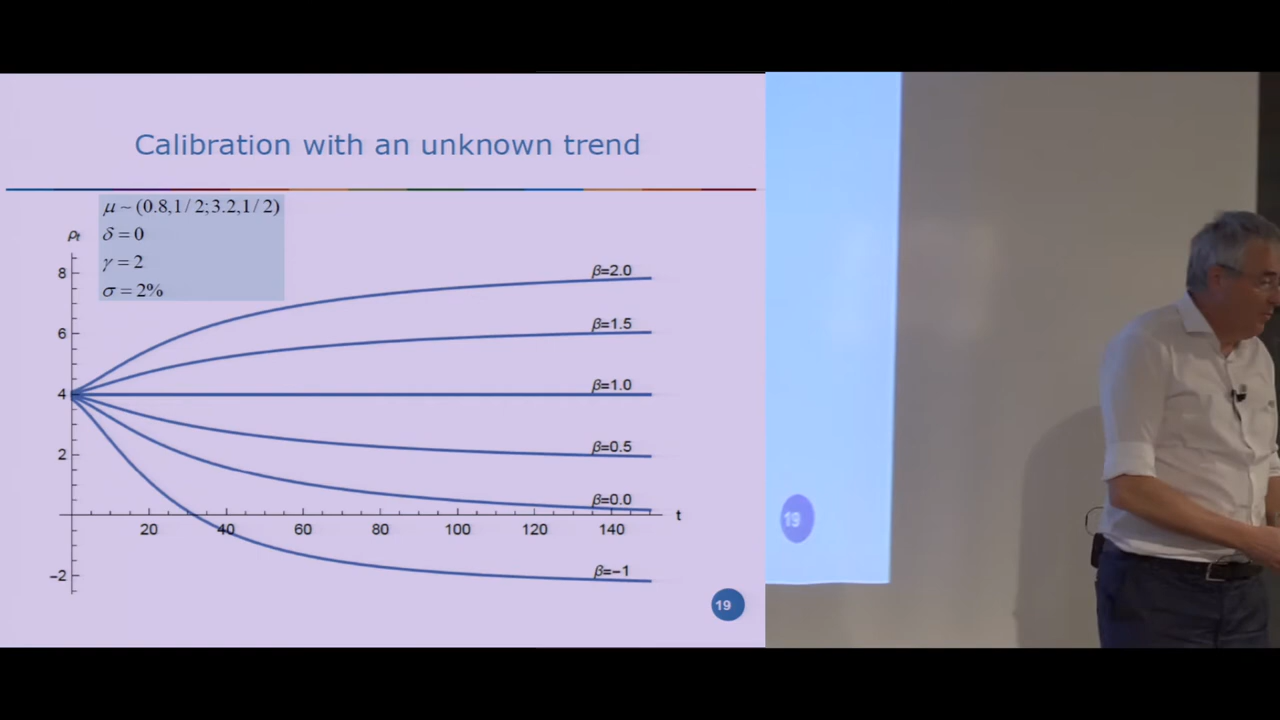 Calibration with an unknown trend
μ ~ (0.8,1/2;3.2,1/2)
δ = 0
γ = 2
σ = 2%
ρt
8
6
4
2
-2
20 40 60 80 100 120 140 t
β=2.0
β=1.5
β=1.0
β=0.5
β=0.0
β=-1
19
19